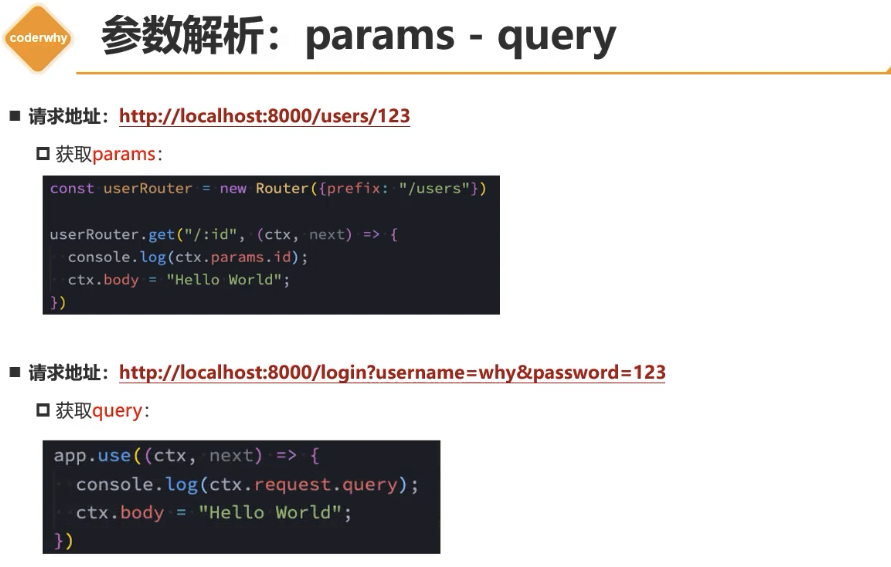 coderwhy
参数解析：params - query
■ 请求地址：http://localhost:8000/users/123
获取params：
const userRouter = new Router({prefix: "/users"})
userRouter.get("/:id", (ctx, next) => {
  console.log(ctx.params.id);
  ctx.body = "Hello World";
})
■ 请求地址：http://localhost:8000/login?username=why&password=123
获取query：
app.use((ctx, next) => {
  console.log(ctx.request.query);
  ctx.body = "Hello World";
})